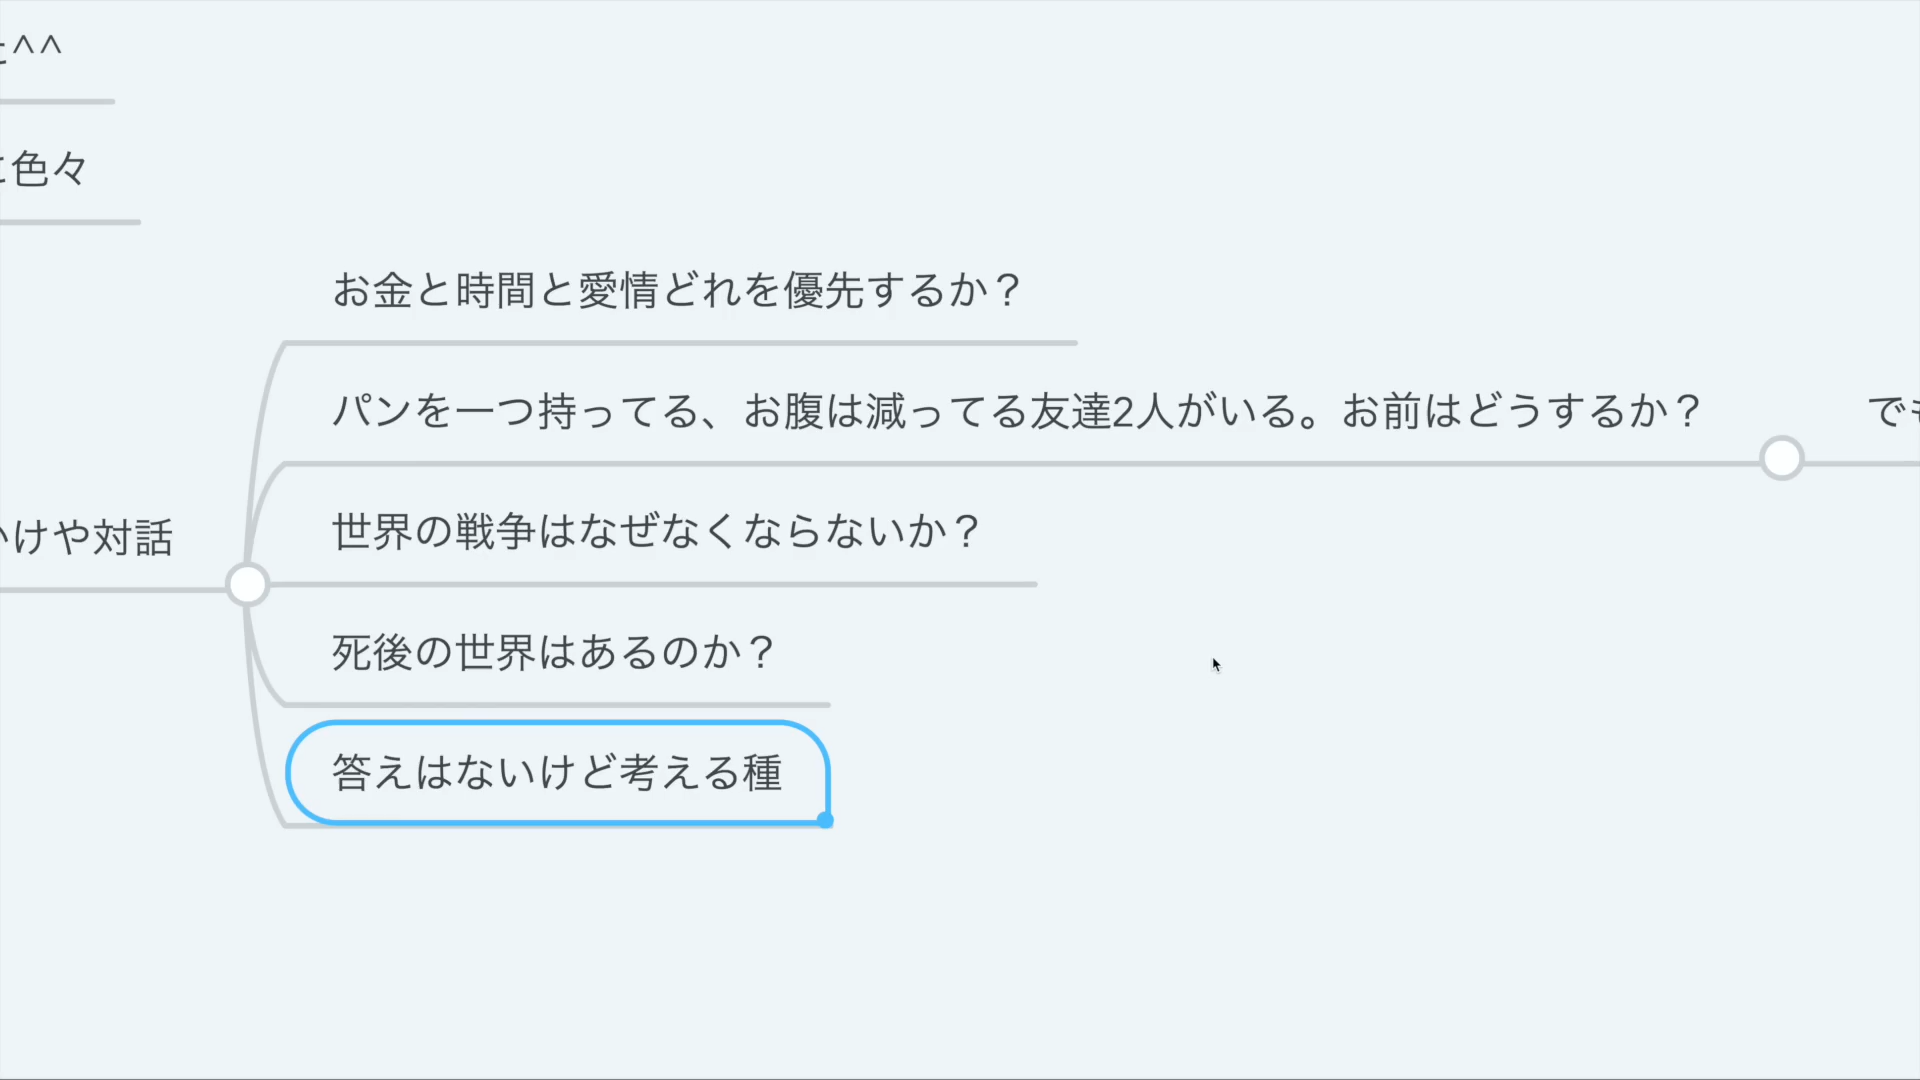 ^^
色々
お金と時間と愛情どれを優先するか？
パンを一つ持ってる、お腹は減ってる友達2人がいる。お前はどうするか？
で
世界の戦争はなぜなくならないか？
けや対話
死後の世界はあるのか？
答えはないけど考える種